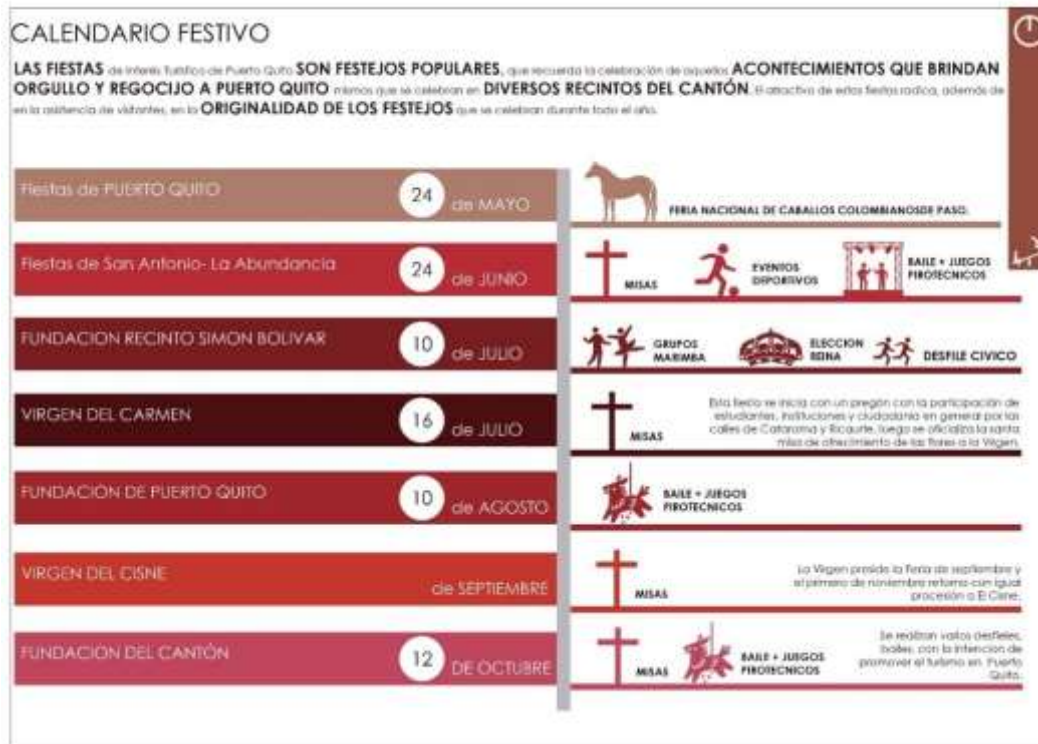 CALENDARIO FESTIVO
LAS FIESTAS de Interés Turístico de Puerto Quito SON FESTEJOS POPULARES, que recuerda la celebración de aquellos ACONTECIMIENTOS QUE BRINDAN
ORGULLO Y REGOCIJO A PUERTO QUITO mismos que se celebran en DIVERSOS RECINTOS DEL CANTÓN. El atractivo de estas fiestas radica, además de
en la asistencia de visitantes, en la ORIGINALIDAD DE LOS FESTEJOS que se celebran durante todo el año.
Fiestas de PUERTO QUITO
24 de MAYO
FERIA NACIONAL DE CABALLOS COLOMBIANOSDE PASO.
Fiestas de San Antonio- La Abundancia
24 de JUNIO
MISAS
EVENTOS
DEPORTIVOS
BAILE + JUEGOS
PIROTECNICOS
FUNDACION RECINTO SIMON BOLIVAR
10 de JULIO
GRUPOS
MARIMBA
ELECCION
REINA
DESFILE CIVICO
VIRGEN DEL CARMEN
16 de JULIO
MISAS
Esta fiesta se inicia con un pregón con la participación de
estudiantes, instituciones y ciudadanía en general por las
calles de Catarama y Ricaurte, luego se oficializa la santa
misa de ofrecimiento de las flores a la Virgen.
FUNDACION DE PUERTO QUITO
10 de AGOSTO
BAILE + JUEGOS
PIROTECNICOS
VIRGEN DEL CISNE
de SEPTIEMBRE
MISAS
La Virgen preside la Feria de septiembre y
el primero de noviembre retorna con igual
procesión a El Cisne.
FUNDACION DEL CANTÓN
12 DE OCTUBRE
MISAS
BAILE + JUEGOS
PIROTECNICOS
Se realizan varios desfieles,
bailes, con la intención de
promover el turismo en Puerto
Quito.